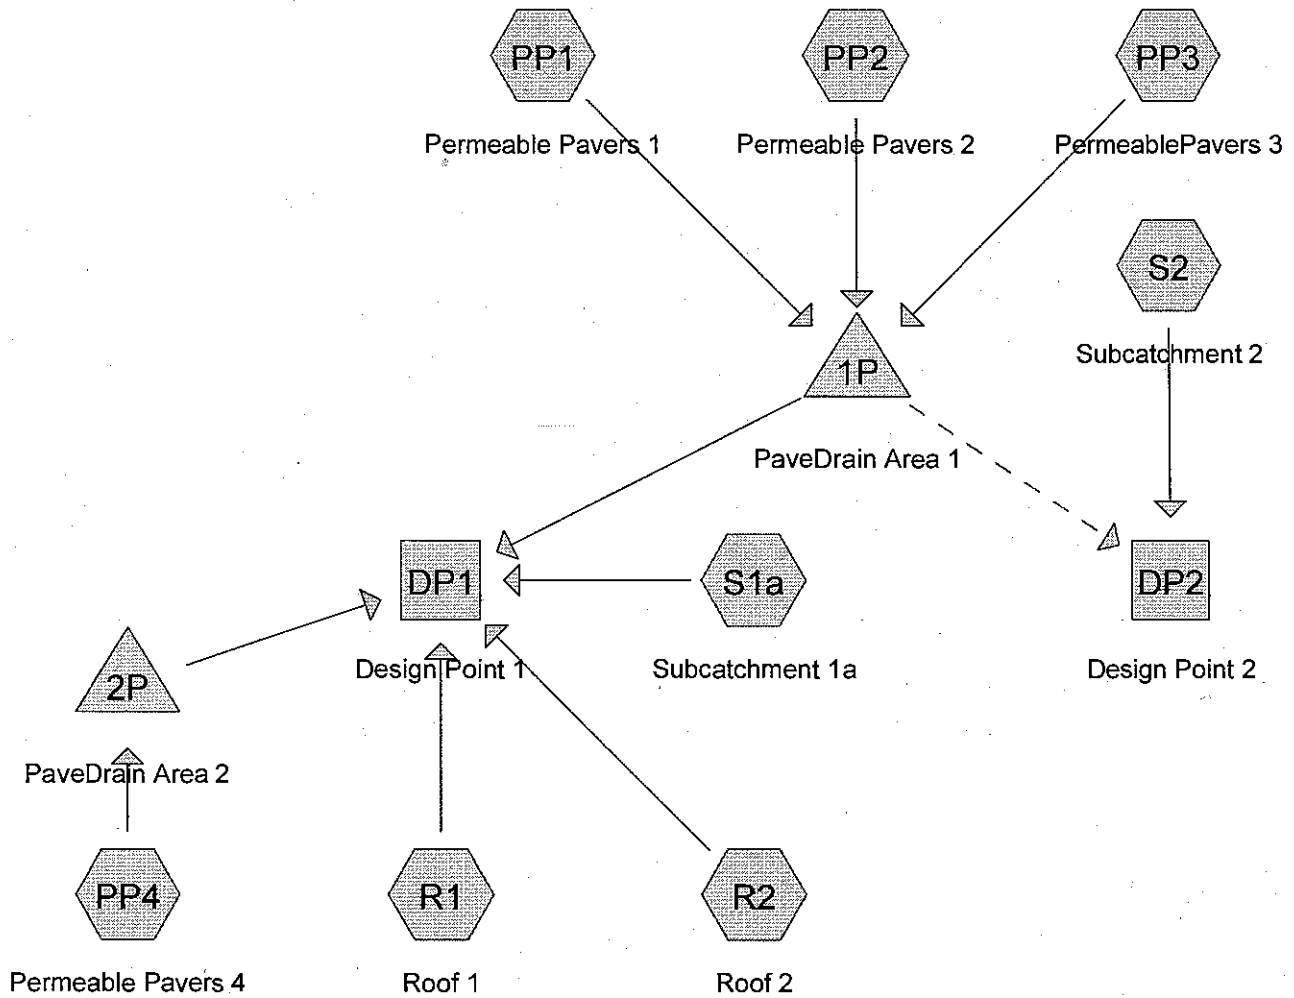 PP1
PP2
PP3
Permeable Pavers 1
Permeable Pavers 2
PermeablePavers 3
S2
Subcatchment 2
1P
PaveDrain Area 1
DP1
S1a
DP2
Design Point 1
Subcatchment 1a
Design Point 2
2P
PaveDrain Area 2
PP4
R1
R2
Permeable Pavers 4
Roof 1
Roof 2